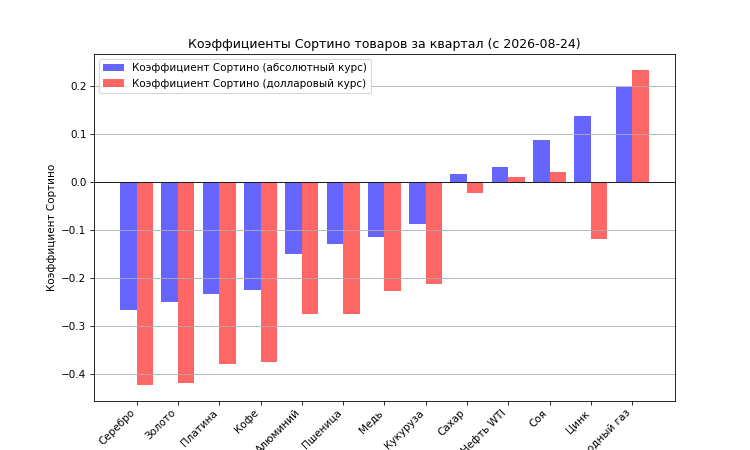 Коэффициенты Сортино товаров за квартал (с 2026-08-24)
Коэффициент Сортино (абсолютный курс)
Коэффициент Сортино (долларовый курс)
Коэффициент Сортино
0.2
0.1
0.0
−0.1
−0.2
−0.3
−0.4
Серебро
Золото
Платина
Кофе
Алюминий
Пшеница
Медь
Кукуруза
Сахар
Нефть WTI
Соя
Цинк
газ